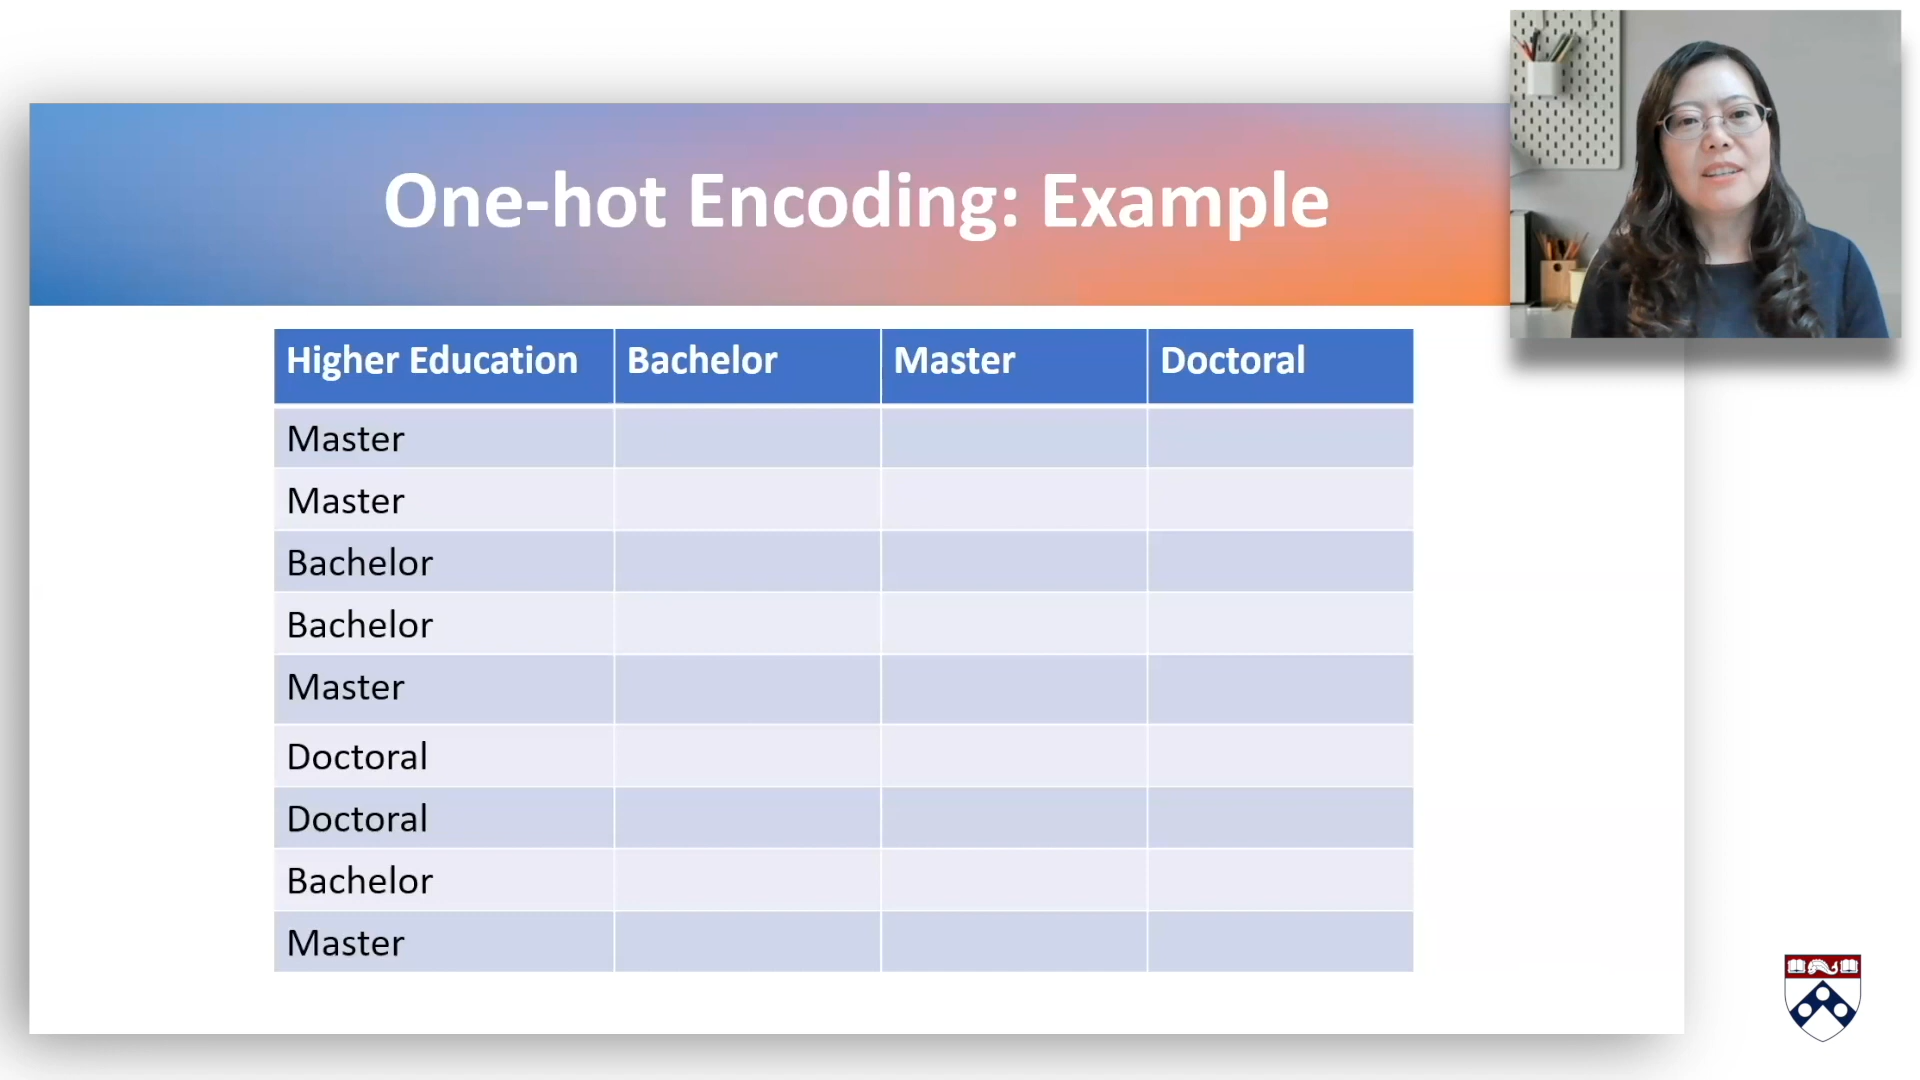 One-hot Encoding: Example
Higher Education Bachelor Master Doctoral
Master
Master
Bachelor
Bachelor
Master
Doctoral
Doctoral
Bachelor
Master